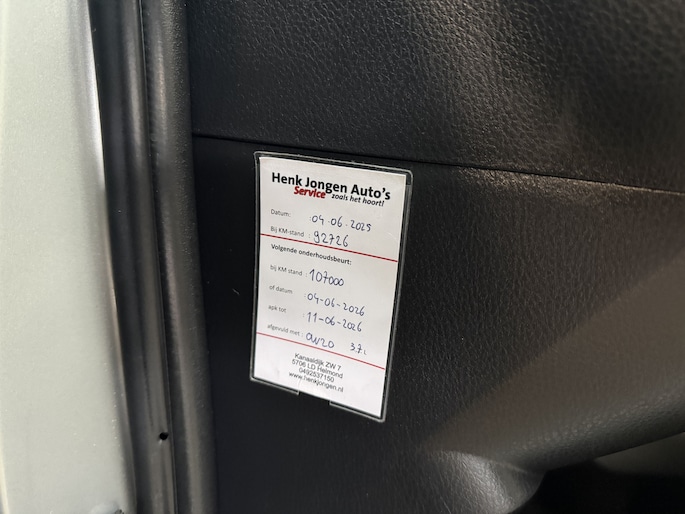 Henk Jongen Auto's
Service zoals het hoort!
Datum: : 04-06-2025
Bij KM-stand : 92726
Volgende onderhoudsbeurt:
bij KM stand : 107000
of datum : 04-06-2026
apk tot : 11-06-2026
afgevuld met : 0W20 3.7 l
Kanaaldijk ZW 7
5706 LD Helmond
0492537150
www.henkjongen.nl